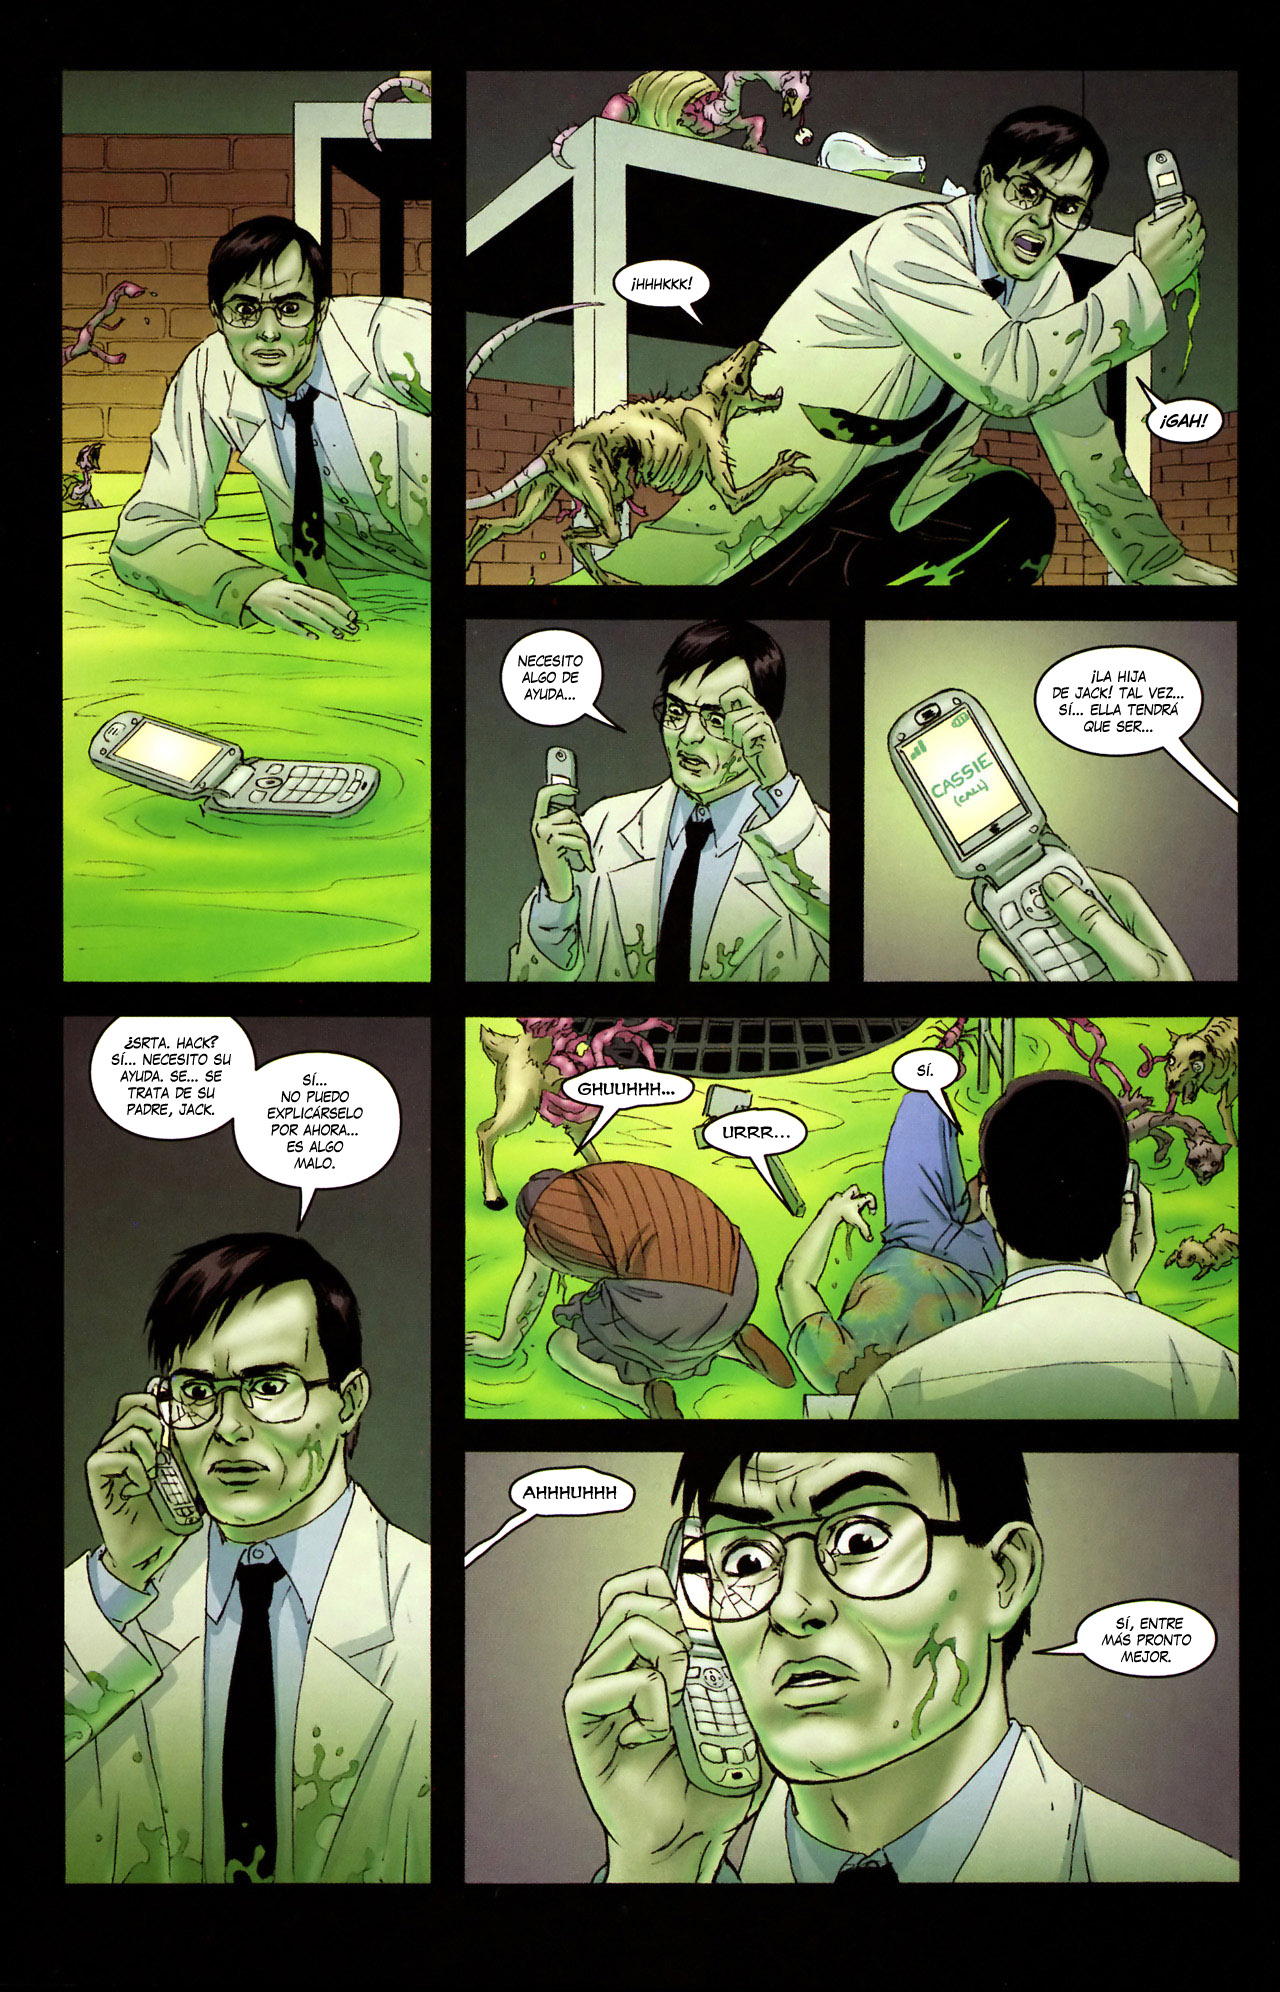 ¡HHHKKK!
¡GAH!
NECESITO
ALGO DE
AYUDA...
¡LA HIJA
DE JACK! TAL VEZ...
SÍ... ELLA TENDRÁ
QUE SER...
CASSIE
(CALL)
¿SRTA. HACK?
SÍ... NECESITO SU
AYUDA. SE... SE
TRATA DE SU
PADRE, JACK.
SÍ...
NO PUEDO
EXPLICÁRSELO
POR AHORA...
ES ALGO
MALO.
GHUUHHH...
URRR...
SÍ.
AHHHUHHH
SÍ, ENTRE
MÁS PRONTO
MEJOR.